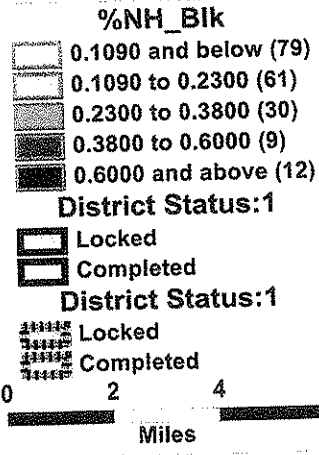 %NH_Blk
0.1090 and below (79)
0.1090 to 0.2300 (61)
0.2300 to 0.3800 (30)
0.3800 to 0.6000 (9)
0.6000 and above (12)
District Status:1
Locked
Completed
District Status:1
Locked
Completed
0 2 4
Miles